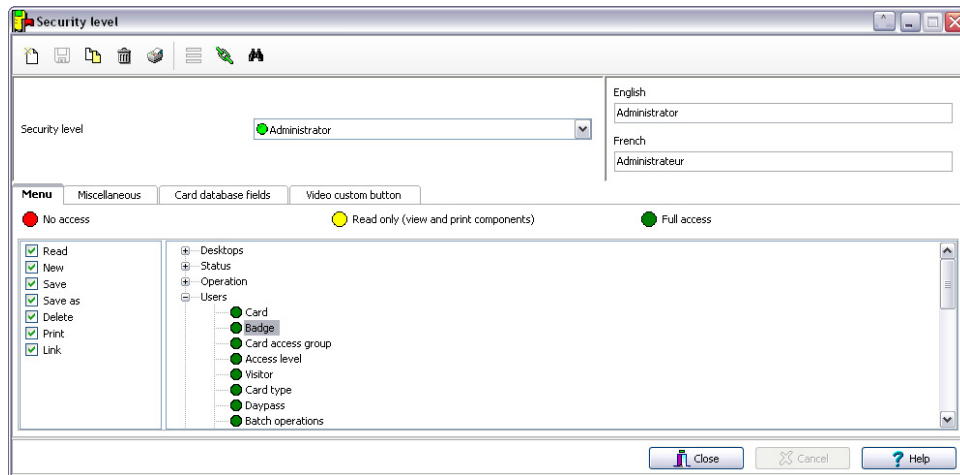 Security level
English
Administrator
Security level
Administrator
French
Administrateur
Menu
Miscellaneous
Card database fields
Video custom button
No access
Read only (view and print components)
Full access
Read
New
Save
Save as
Delete
Print
Link
Desktops
Status
Operation
Users
Card
Badge
Card access group
Access level
Visitor
Card type
Daypass
Batch operations
Close
Cancel
Help